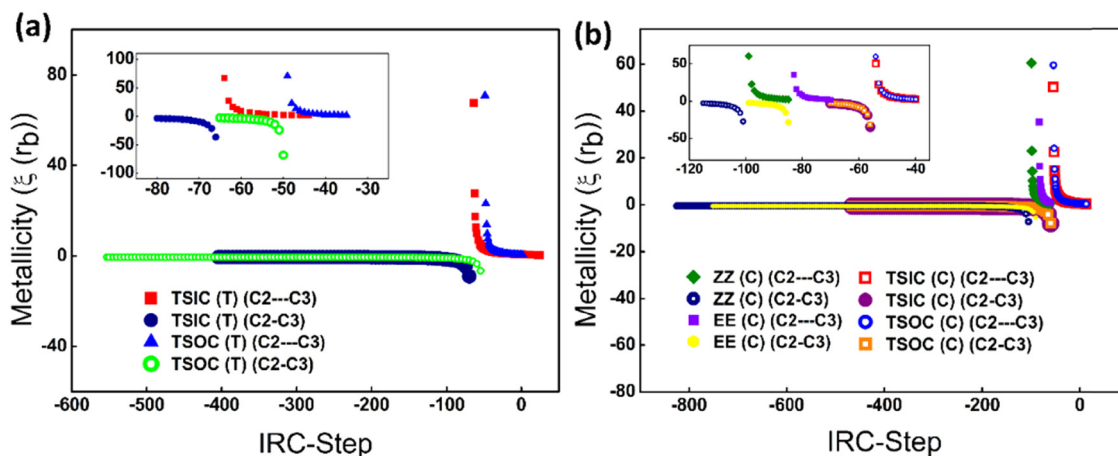 (a)
Metallicity (ξ (rb))
80
40
0
-40
-600 -500 -400 -300 -200 -100 0
IRC-Step
100
50
0
-50
-100
-80 -70 -60 -50 -40 -30
TSIC (T) (C2---C3)
TSIC (T) (C2-C3)
TSOC (T) (C2---C3)
TSOC (T) (C2-C3)
(b)
Metallicity (ξ (rb))
60
40
20
0
-20
-40
-60
-80
-800 -600 -400 -200 0
IRC-Step
50
0
-50
-120 -100 -80 -60 -40
ZZ (C) (C2---C3)
ZZ (C) (C2-C3)
EE (C) (C2---C3)
EE (C) (C2-C3)
TSIC (C) (C2---C3)
TSIC (C) (C2-C3)
TSOC (C) (C2---C3)
TSOC (C) (C2-C3)